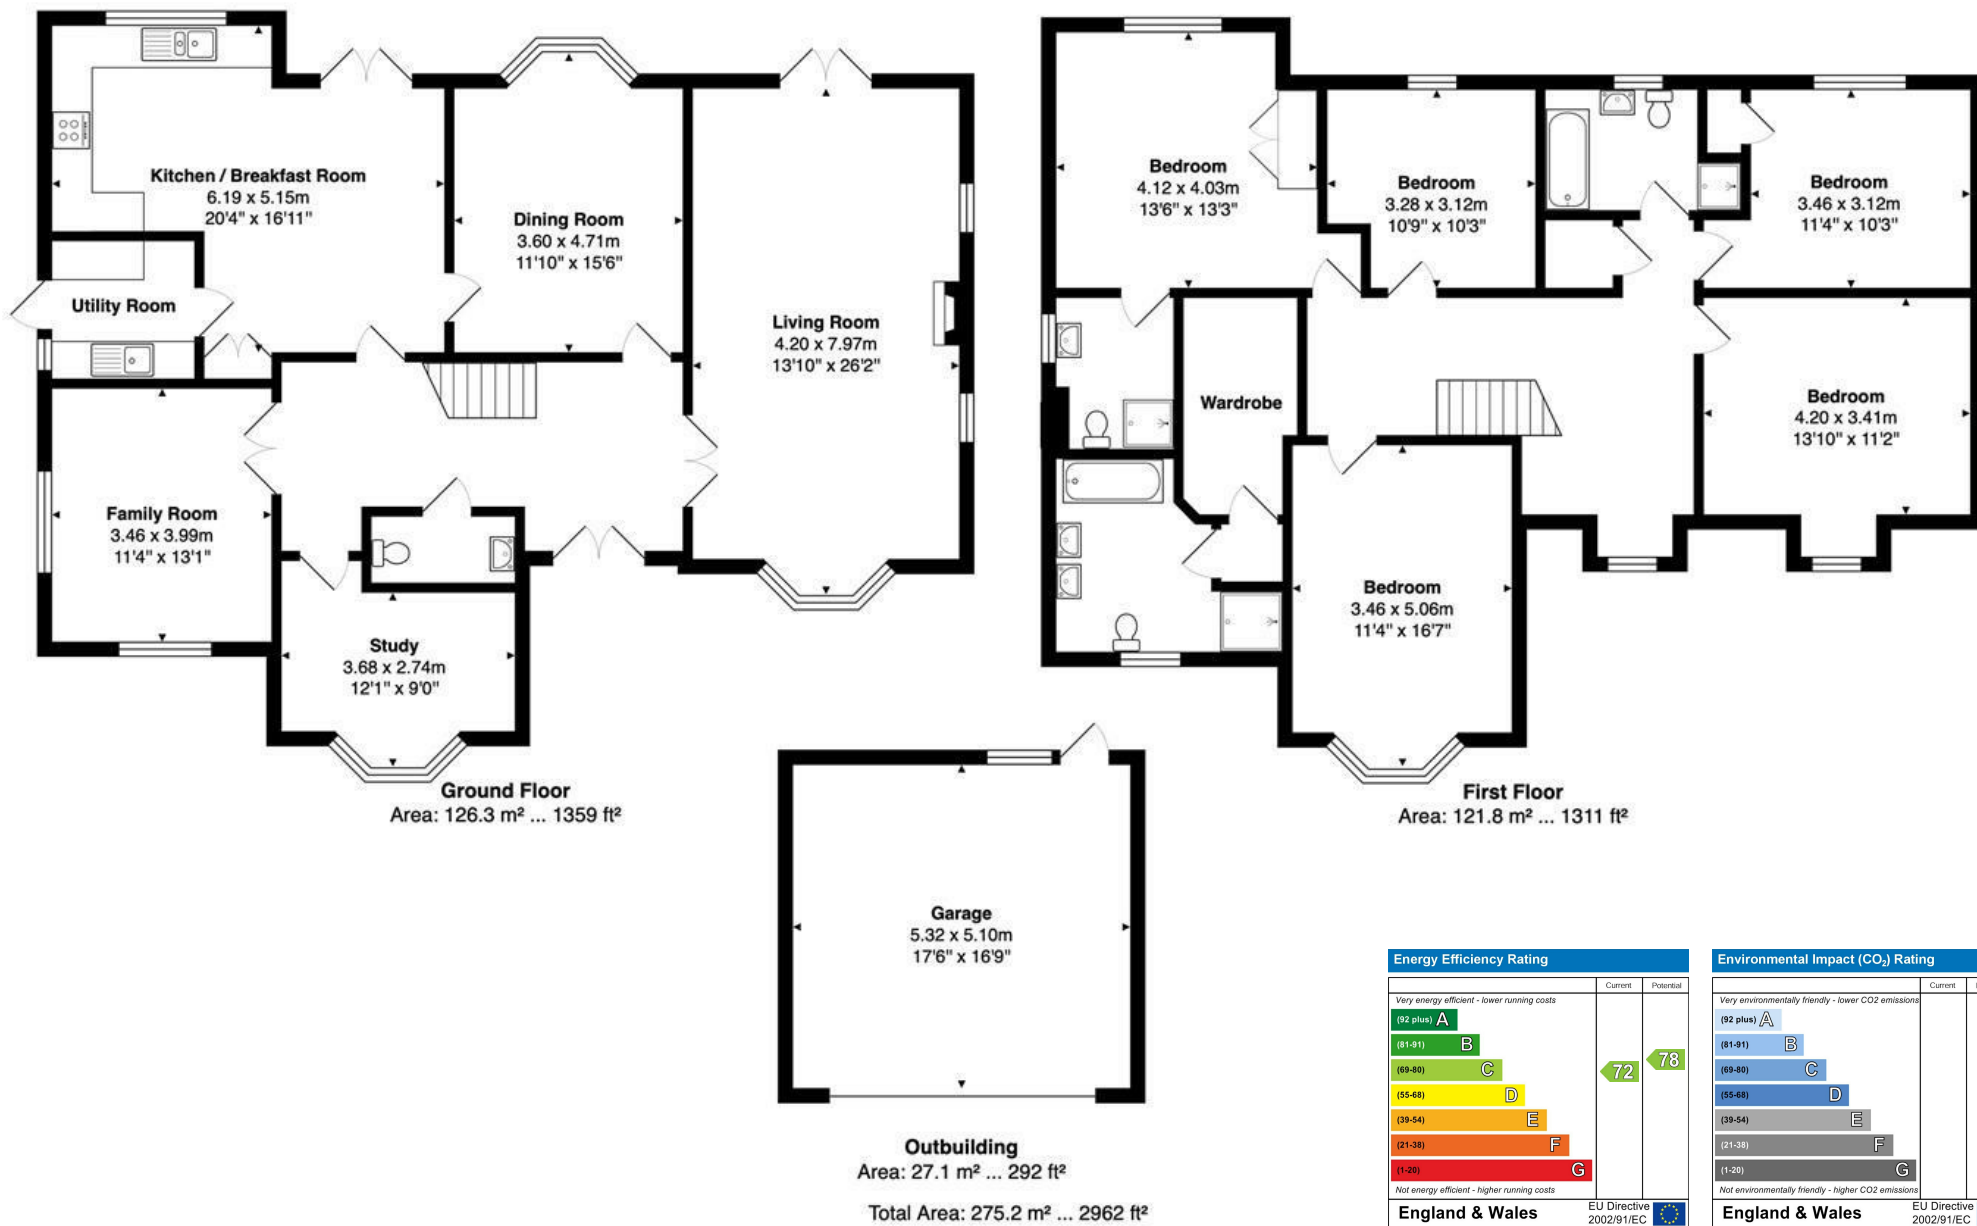 Kitchen / Breakfast Room
6.19 x 5.15m
20'4" x 16'11"
Dining Room
3.60 x 4.71m
11'10" x 15'6"
Utility Room
Living Room
4.20 x 7.97m
13'10" x 26'2"
Family Room
3.46 x 3.99m
11'4" x 13'1"
Study
3.68 x 2.74m
12'1" x 9'0"
Ground Floor
Area: 126.3 m² ... 1359 ft²
Bedroom
4.12 x 4.03m
13'6" x 13'3"
Bedroom
3.28 x 3.12m
10'9" x 10'3"
Bedroom
3.46 x 3.12m
11'4" x 10'3"
Wardrobe
Bedroom
4.20 x 3.41m
13'10" x 11'2"
Bedroom
3.46 x 5.06m
11'4" x 16'7"
First Floor
Area: 121.8 m² ... 1311 ft²
Garage
5.32 x 5.10m
17'6" x 16'9"
Outbuilding
Area: 27.1 m² ... 292 ft²
Total Area: 275.2 m² ... 2962 ft²
Energy Efficiency Rating
Current Potential
Very energy efficient - lower running costs
(92 plus) A
(81-91) B
(69-80) C
(55-68) D
(39-54) E
(21-38) F
(1-20) G
72
78
Not energy efficient - higher running costs
England & Wales
EU Directive
2002/91/EC
Environmental Impact (CO₂) Rating
Current
Very environmentally friendly - lower CO2 emissions
(92 plus) A
(81-91) B
(69-80) C
(55-68) D
(39-54) E
(21-38) F
(1-20) G
Not environmentally friendly - higher CO2 emissions
England & Wales
EU Directive
2002/91/EC